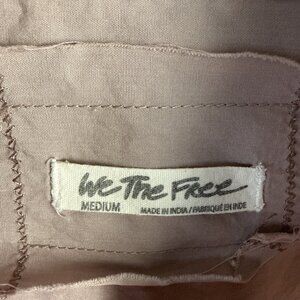 We The Free
MEDIUM
MADE IN INDIA / FABRIQUÉ EN INDE